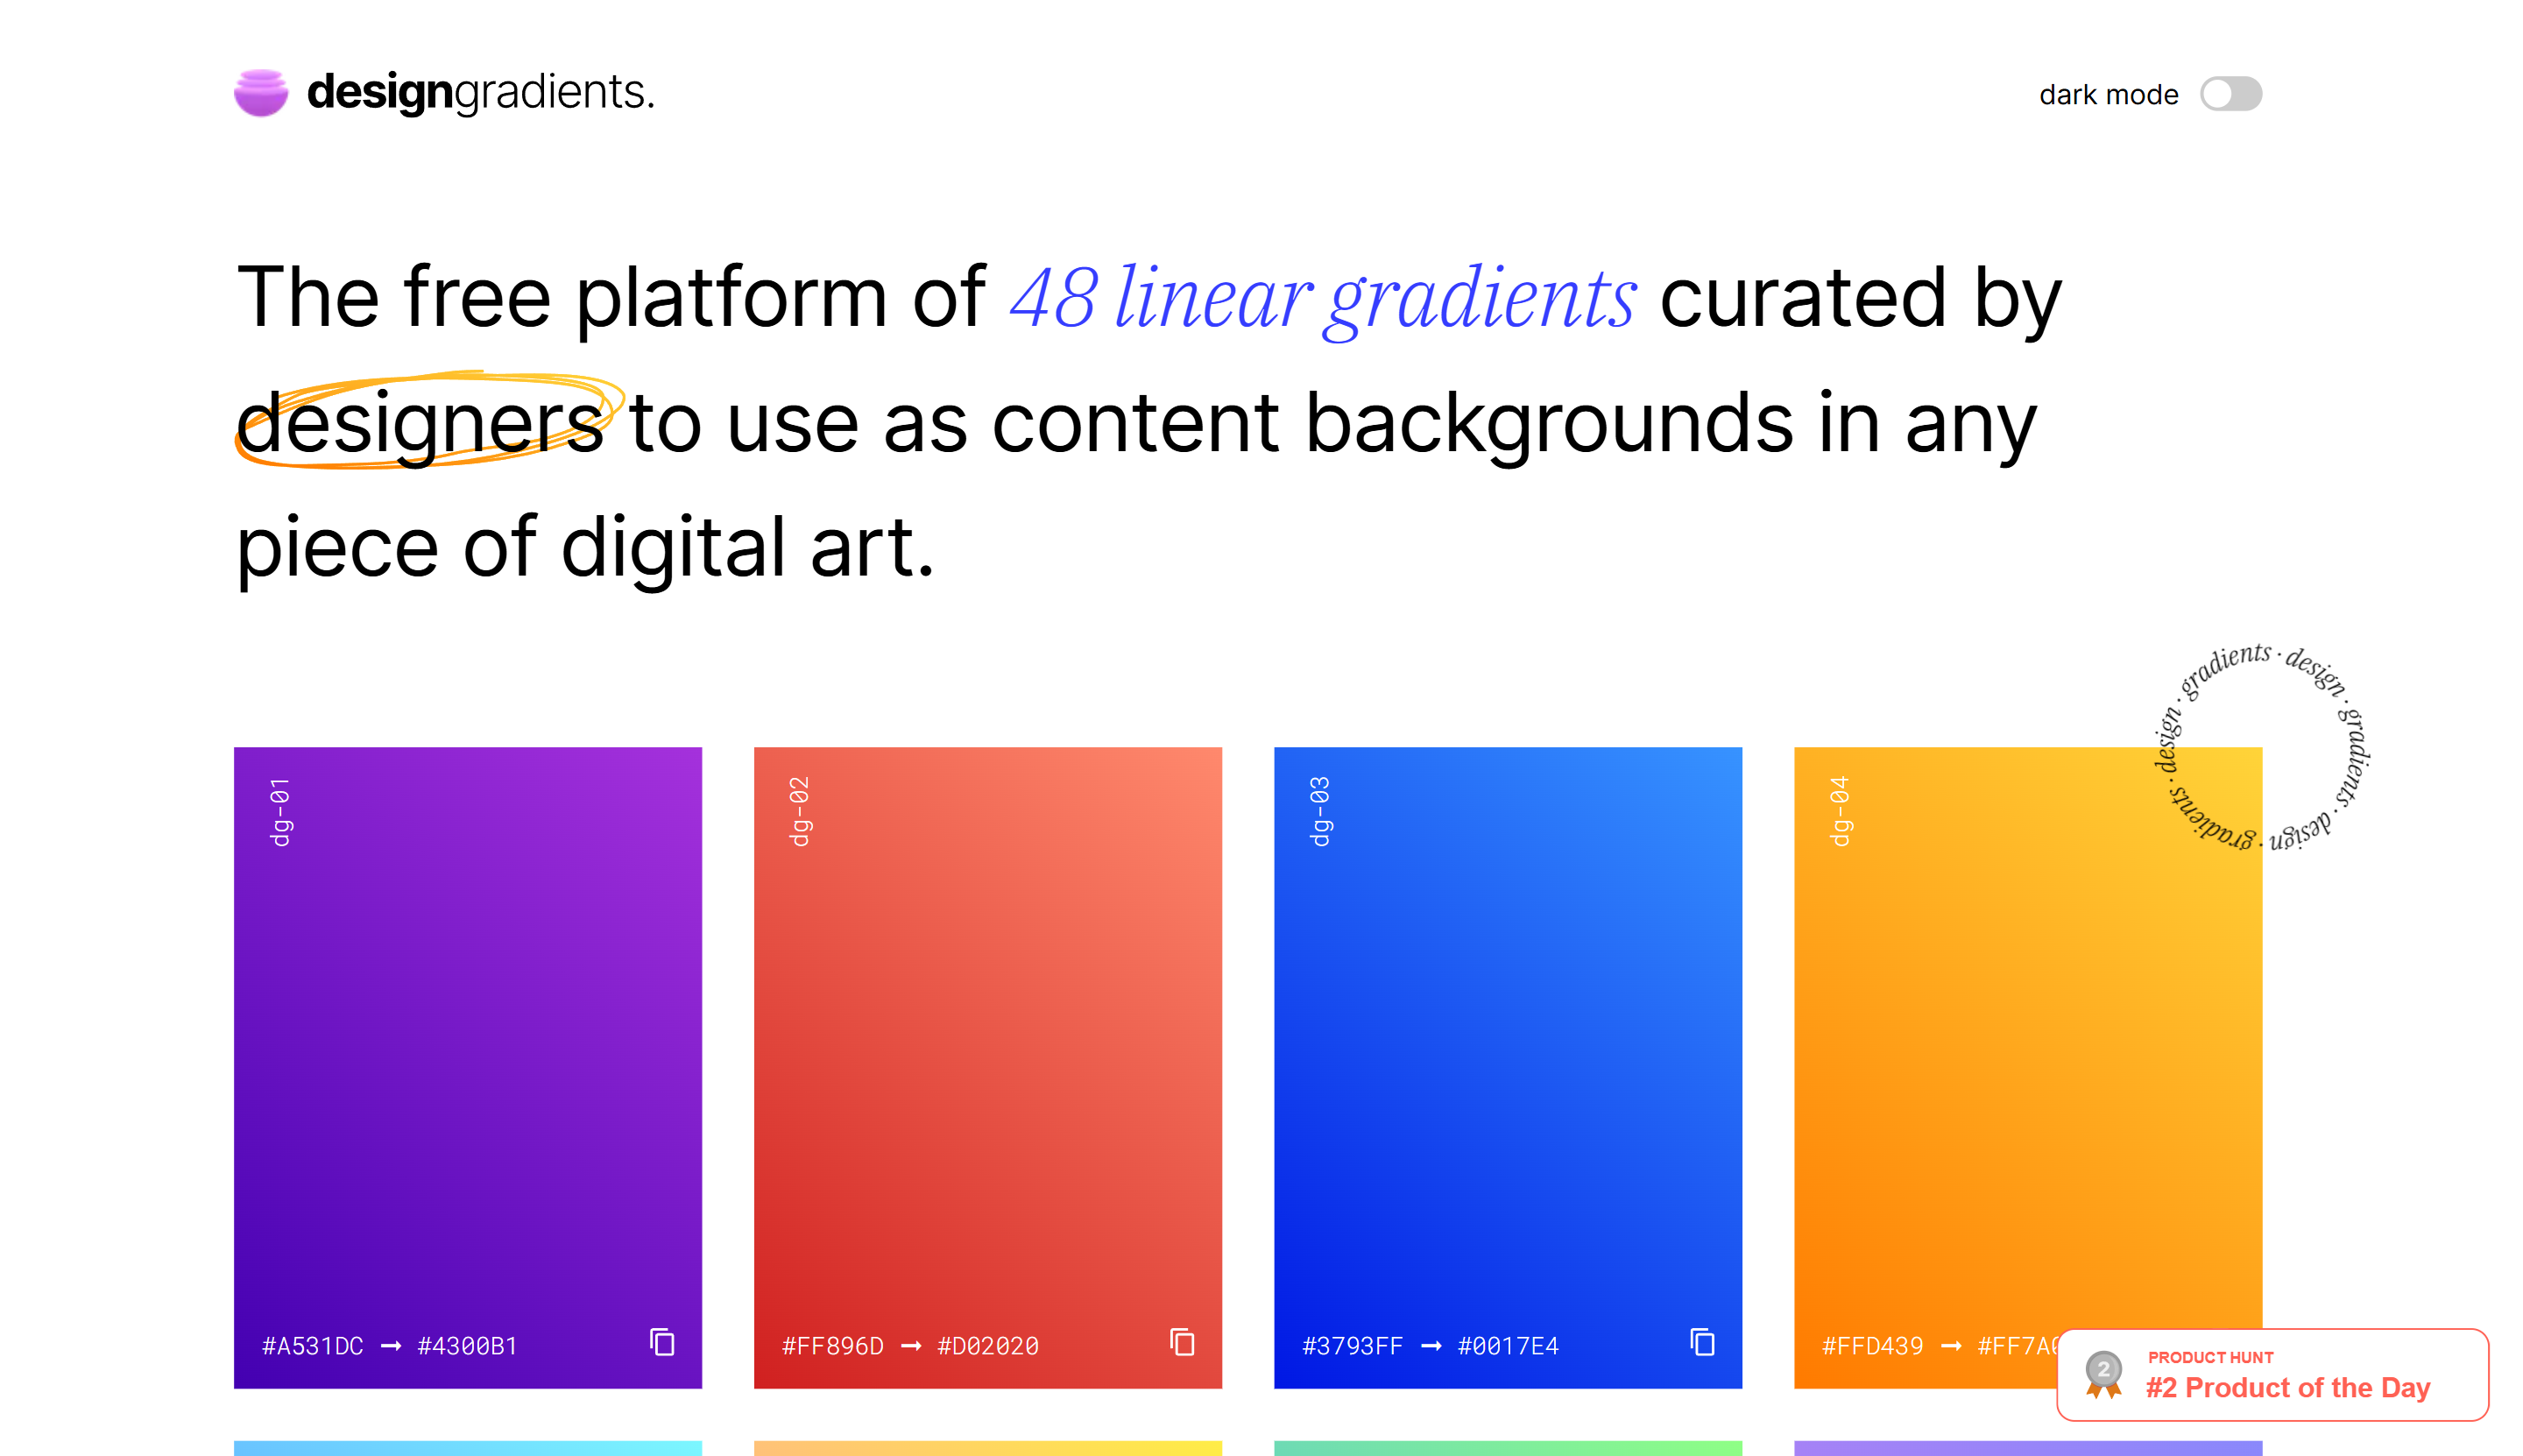 designgradients.
dark mode
The free platform of 48 linear gradients curated by
designers to use as content backgrounds in any
piece of digital art.
design · gradients · design · gradients · design · gradients ·
dg-01
dg-02
dg-03
dg-04
#A531DC → #4300B1
#FF896D → #D02020
#3793FF → #0017E4
#FFD439 → #FF7A
2
PRODUCT HUNT
#2 Product of the Day